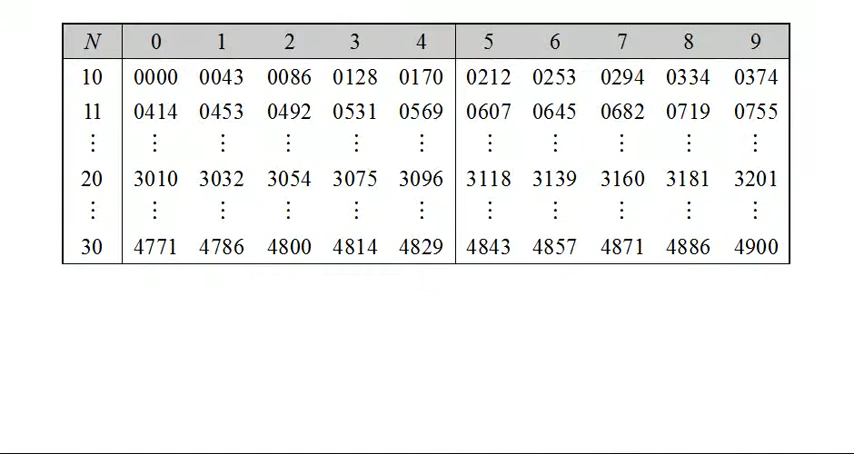 N 0 1 2 3 4 5 6 7 8 9
10 0000 0043 0086 0128 0170 0212 0253 0294 0334 0374
11 0414 0453 0492 0531 0569 0607 0645 0682 0719 0755
⋮ ⋮ ⋮ ⋮ ⋮ ⋮ ⋮ ⋮ ⋮ ⋮ ⋮
20 3010 3032 3054 3075 3096 3118 3139 3160 3181 3201
⋮ ⋮ ⋮ ⋮ ⋮ ⋮ ⋮ ⋮ ⋮ ⋮ ⋮
30 4771 4786 4800 4814 4829 4843 4857 4871 4886 4900